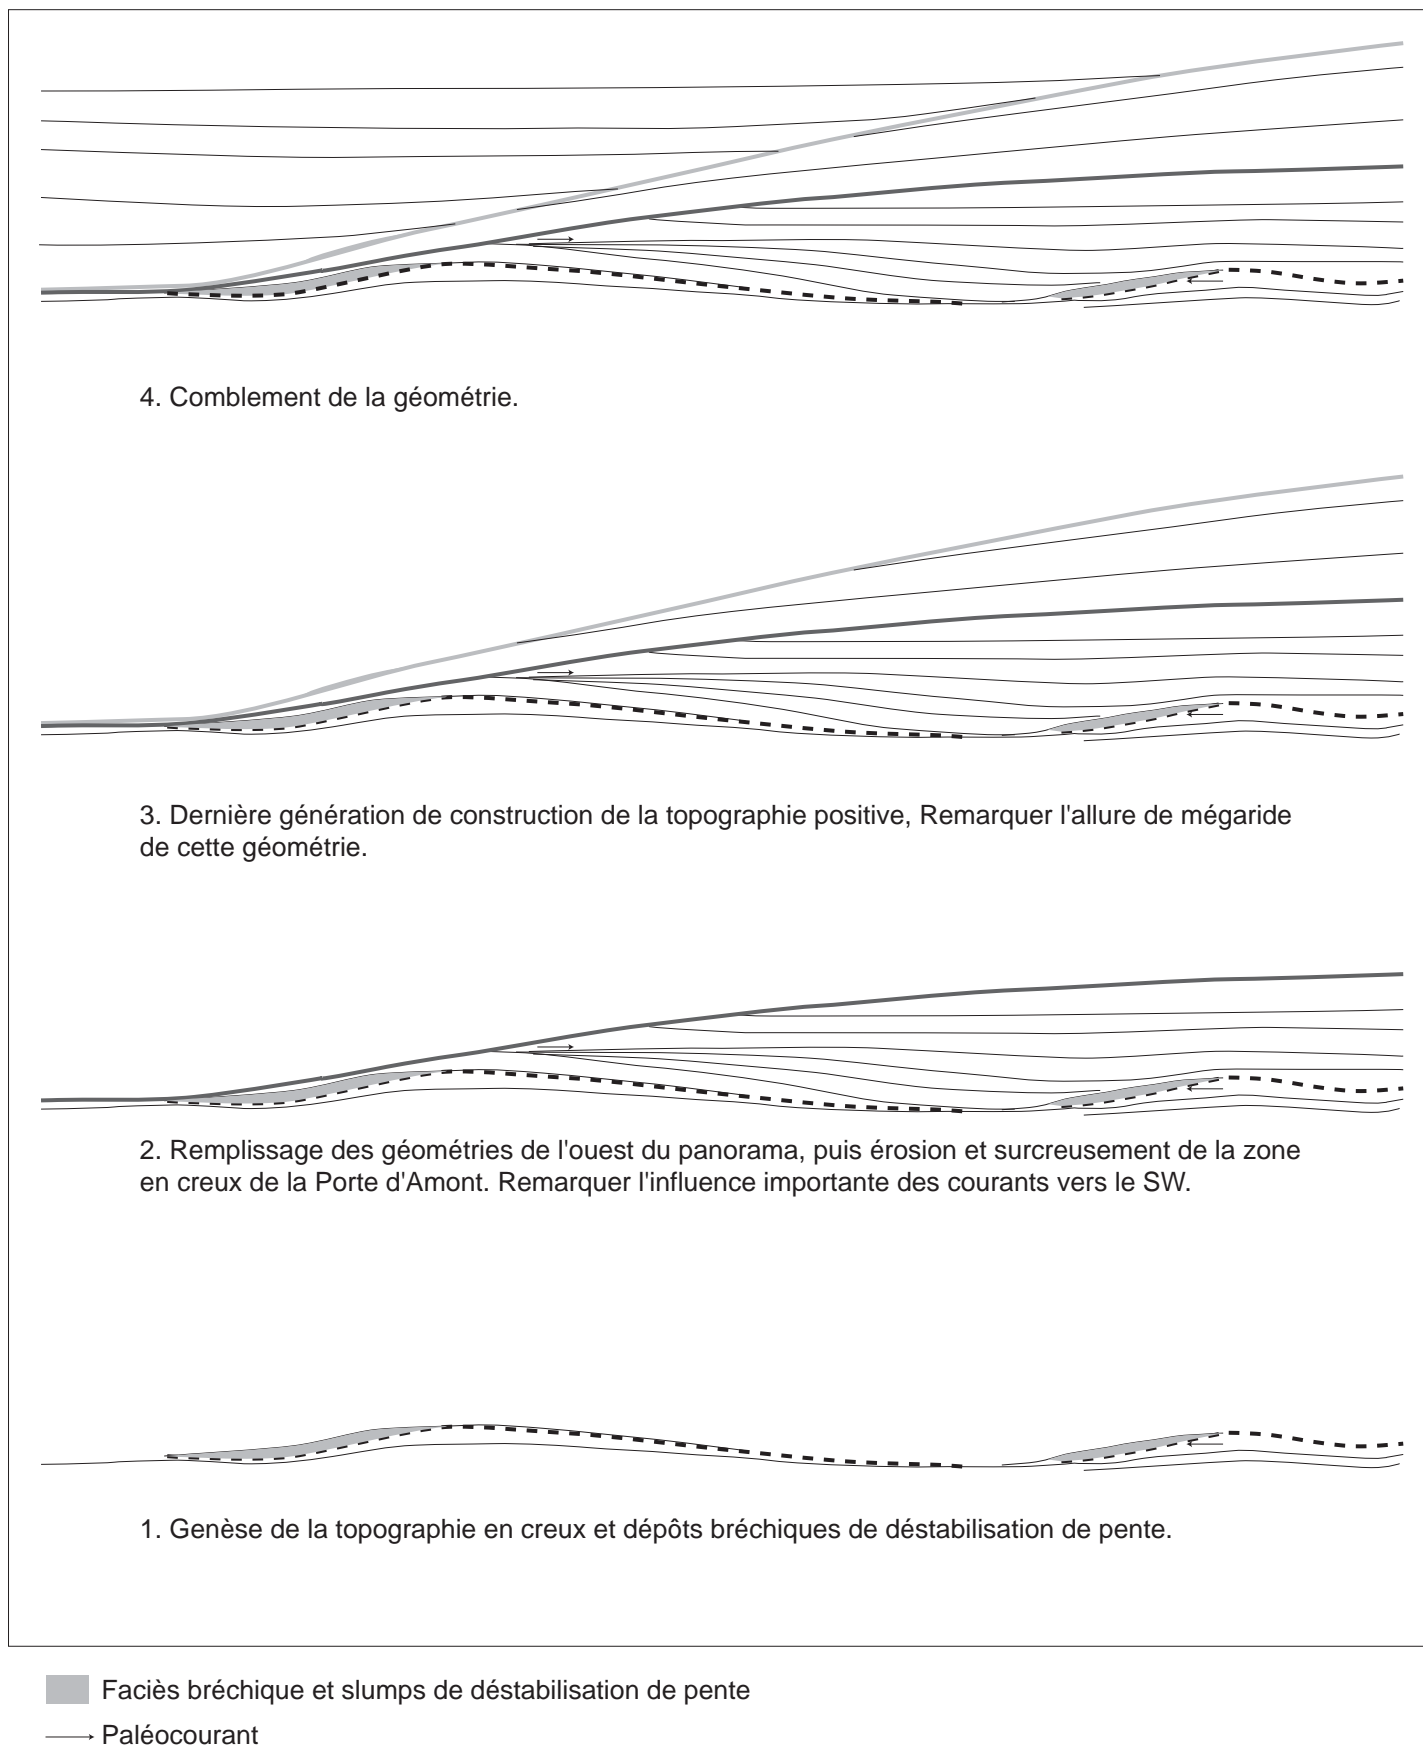 4. Comblement de la géométrie.
3. Dernière génération de construction de la topographie positive, Remarquer l'allure de mégaride
de cette géométrie.
2. Remplissage des géométries de l'ouest du panorama, puis érosion et surcreusement de la zone
en creux de la Porte d'Amont. Remarquer l'influence importante des courants vers le SW.
1. Genèse de la topographie en creux et dépôts bréchiques de déstabilisation de pente.
Faciès bréchique et slumps de déstabilisation de pente
Paléocourant